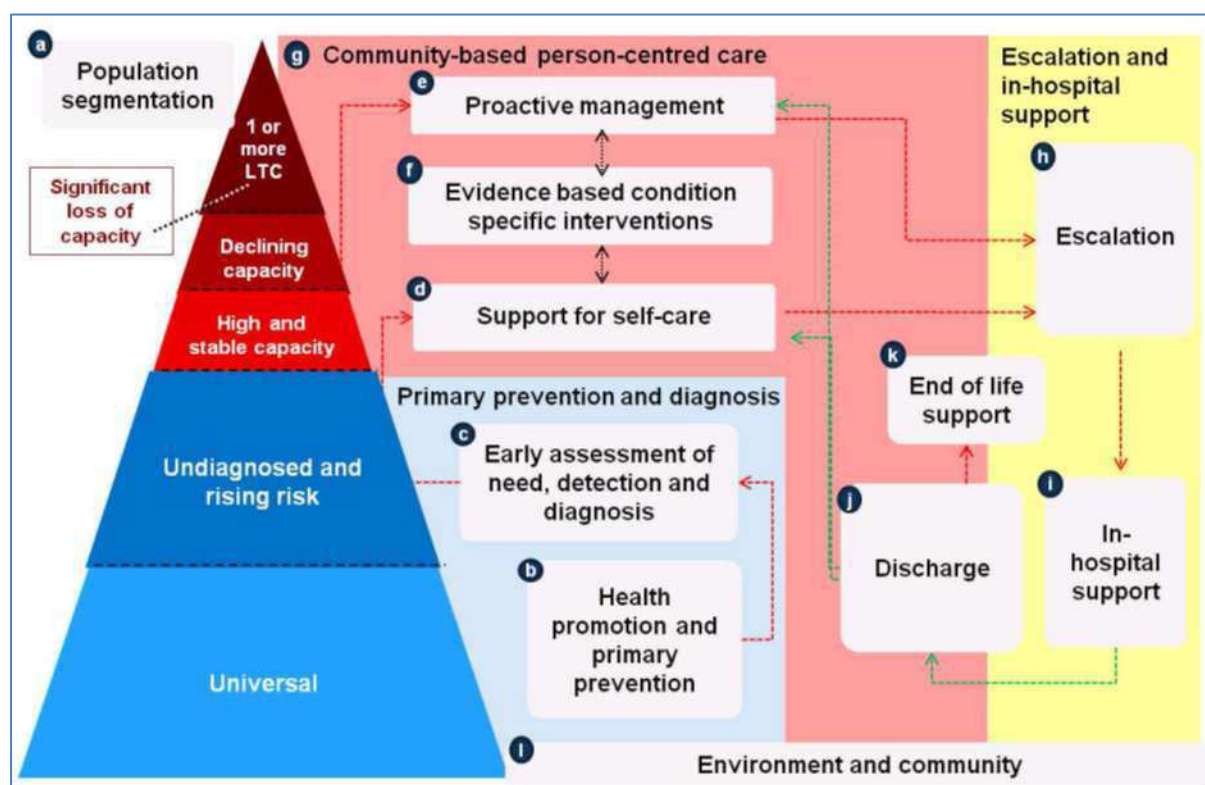 a
Population
segmentation
1 or
more
LTC
Significant
loss of
capacity
Declining
capacity
High and
stable capacity
Undiagnosed and
rising risk
Universal
g
Community-based person-centred care
e
Proactive management
f
Evidence based condition
specific interventions
d
Support for self-care
Primary prevention and diagnosis
c
Early assessment of
need, detection and
diagnosis
b
Health
promotion and
primary
prevention
Escalation and
in-hospital
support
h
Escalation
k
End of life
support
i
In-
hospital
support
j
Discharge
l
Environment and community